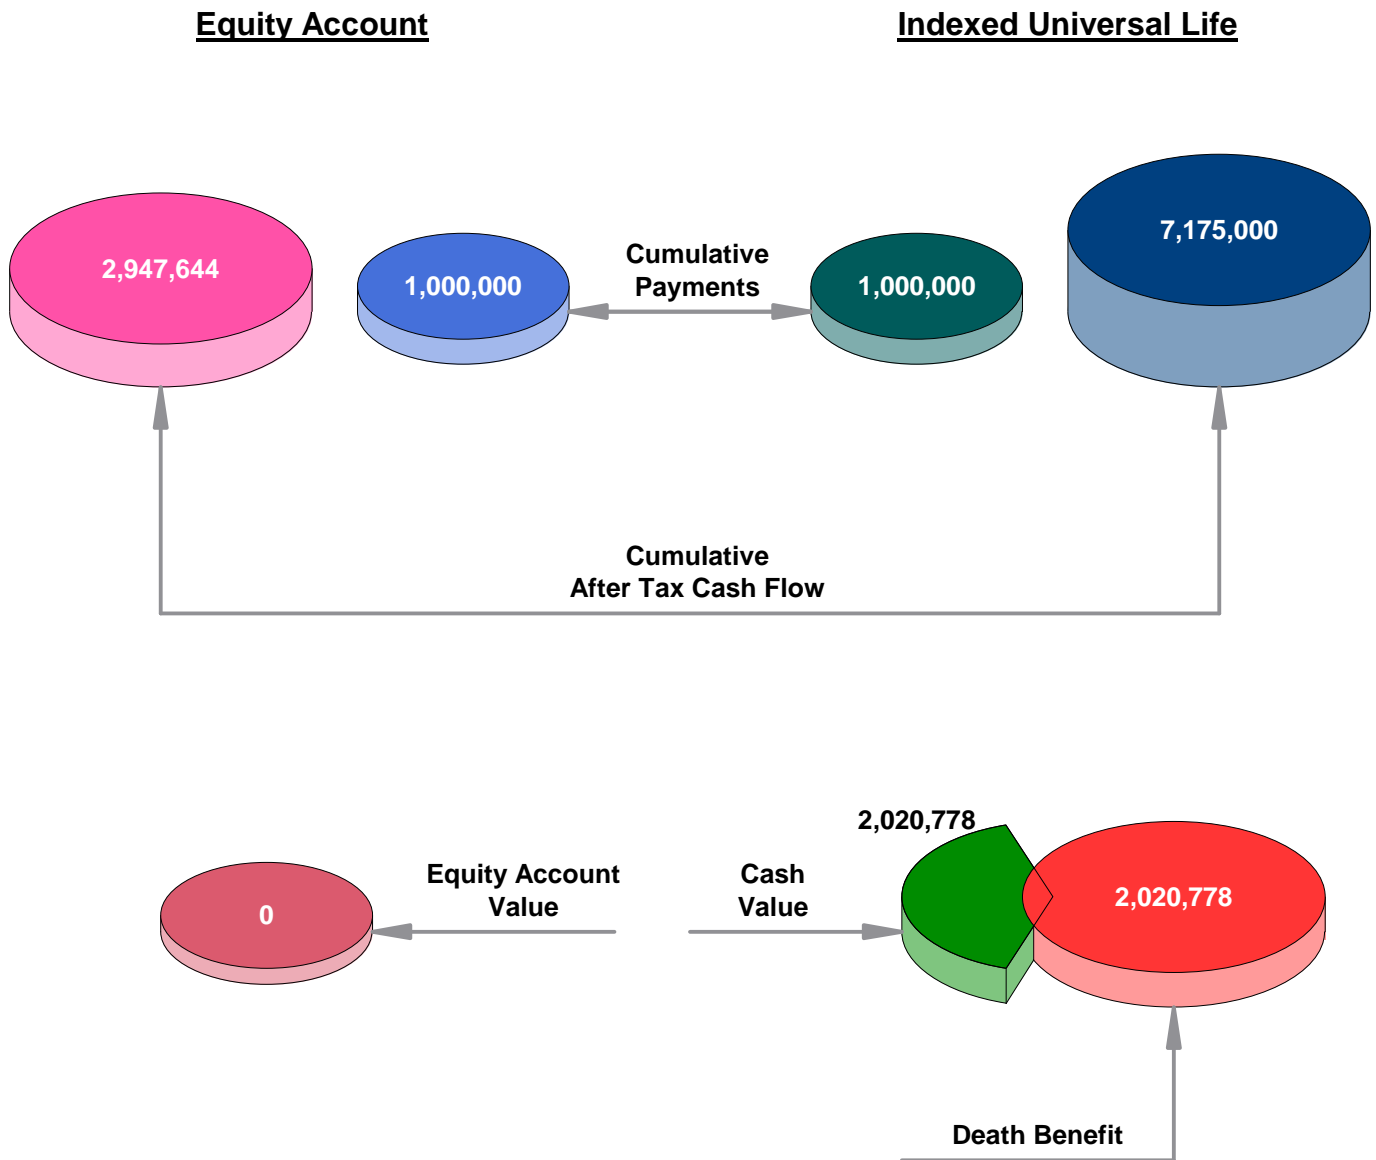 Equity Account
Indexed Universal Life
2,947,644
1,000,000
Cumulative
Payments
1,000,000
7,175,000
Cumulative
After Tax Cash Flow
0
Equity Account
Value
Cash
Value
2,020,778
2,020,778
Death Benefit